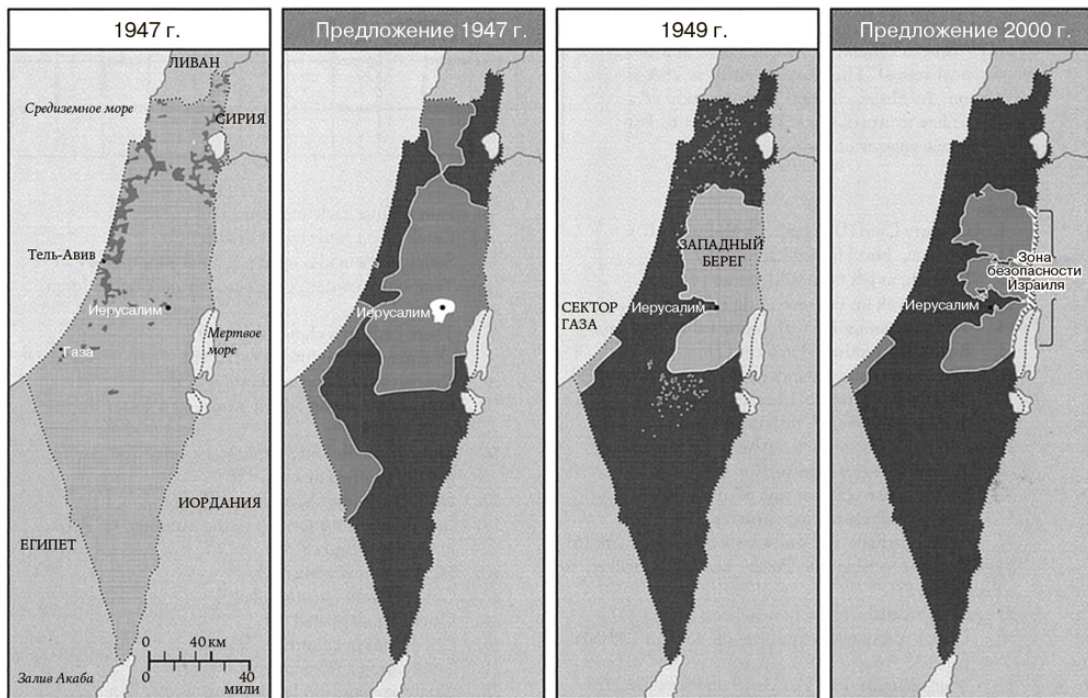 1947 г.
ЛИВАН
Средиземное море
СИРИЯ
Тель-Авив
Иерусалим
Мертвое
море
Газа
ИОРДАНИЯ
ЕГИПЕТ
0 40 км
0 40
мили
Залив Акаба
Предложение 1947 г.
Иерусалим
1949 г.
ЗАПАДНЫЙ
БЕРЕГ
СЕКТОР
ГАЗА
Иерусалим
Предложение 2000 г.
Зона
безопасности
Израиля
Иерусалим